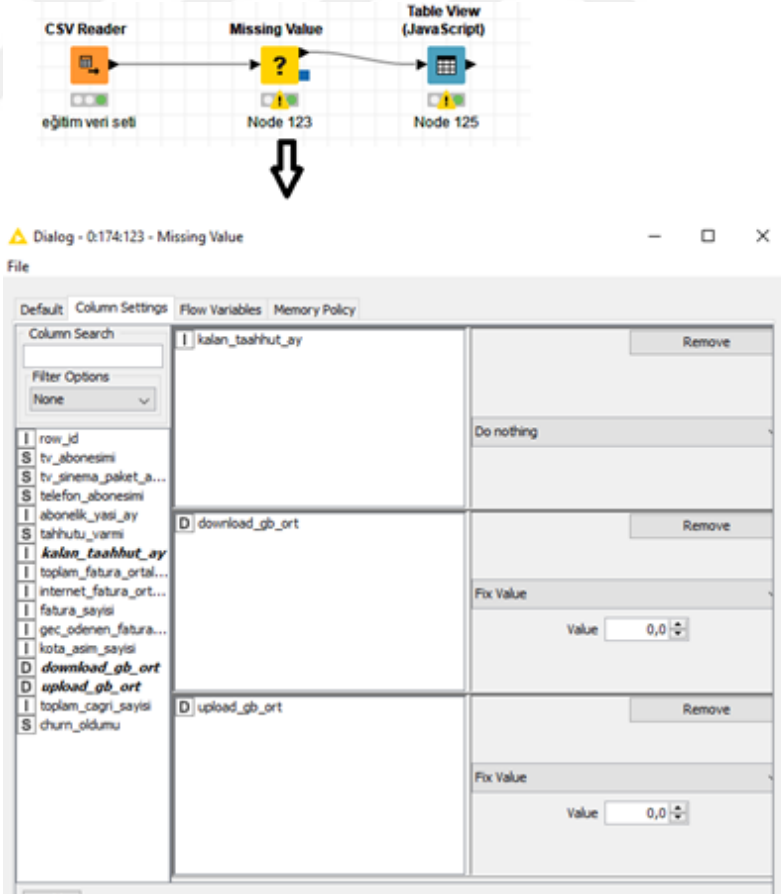 CSV Reader
Missing Value
Table View
(JavaScript)
?
eğitim veri seti
Node 123
Node 125
Dialog - 0:174:123 - Missing Value
File
Default Column Settings Flow Variables Memory Policy
Column Search
Filter Options
None
I row_id
S tv_abonesimi
S tv_sinema_paket_a...
S telefon_abonesimi
I abonelik_yasi_ay
S tahhutu_varmi
I kalan_taahhut_ay
I toplam_fatura_ortal...
I internet_fatura_ort...
I fatura_sayisi
I gec_odenen_fatura...
I kota_asim_sayisi
D download_gb_ort
D upload_gb_ort
I toplam_cagri_sayisi
S churn_oldumu
I kalan_taahhut_ay
Remove
Do nothing
D download_gb_ort
Remove
Fix Value
Value 0,0
D upload_gb_ort
Remove
Fix Value
Value 0,0